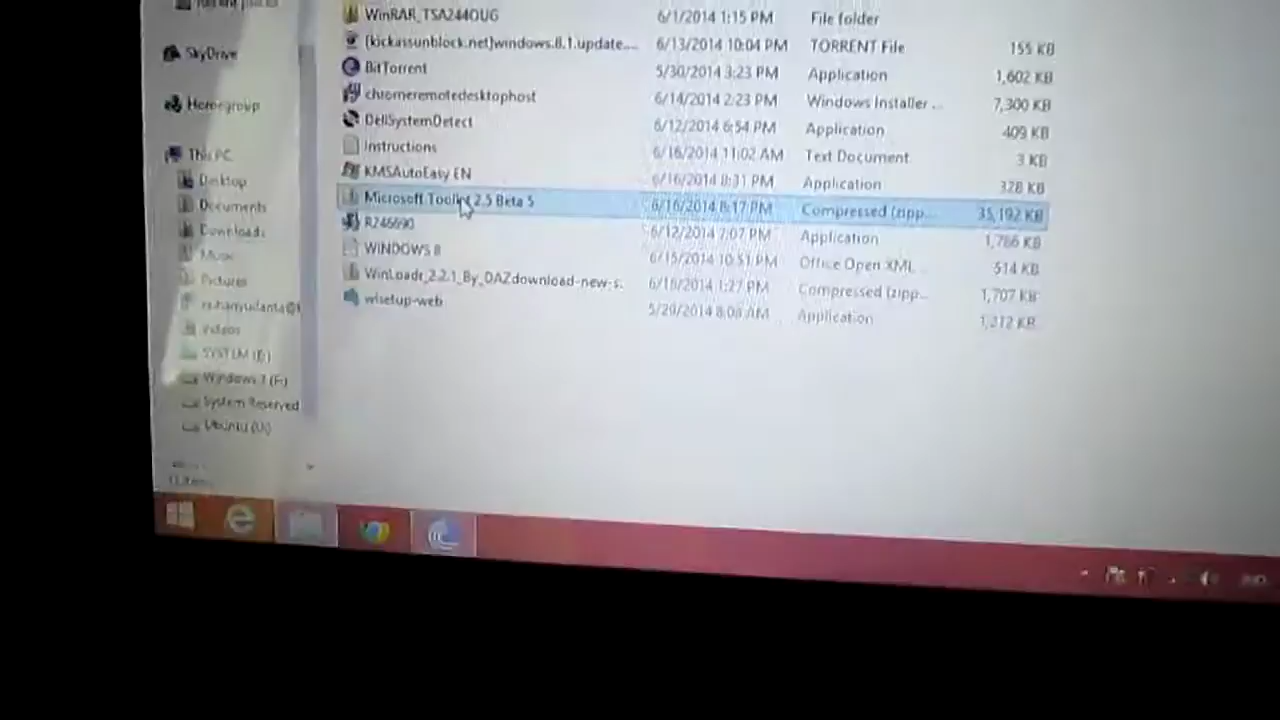 WinRAR_TSA244OUG 6/1/2014 1:15 PM File folder
[kickassunblock.net]windows.8.1.update.... 6/13/2014 10:04 PM TORRENT File 155 KB
SkyDrive
BitTorrent 5/30/2014 3:23 PM Application 1,602 KB
Homegroup chromeremotedesktophost 6/14/2014 2:23 PM Windows Installer ... 7,300 KB
DellSystemDetect 6/12/2014 6:54 PM Application 409 KB
This PC Instructions 6/16/2014 11:02 AM Text Document 3 KB
Desktop KMSAutoEasy EN 6/16/2014 8:31 PM Application 328 KB
Documents Microsoft Toolkit 2.5 Beta 5 6/16/2014 8:17 PM Compressed (zipp... 35,192 KB
Downloads R246690 6/12/2014 7:07 PM Application 1,786 KB
Music WINDOWS 8 6/15/2014 10:51 PM Office Open XML ... 514 KB
Pictures WinLoadr_2.2.1_By_DAZdownload-new-s... 6/16/2014 1:27 PM Compressed (zipp... 1,707 KB
wlsetup-web 5/29/2014 8:08 AM Application 1,212 KB
Videos
SYSTEM (E:)
Windows 7 (F:)
System Reserved
Ubuntu (U:)